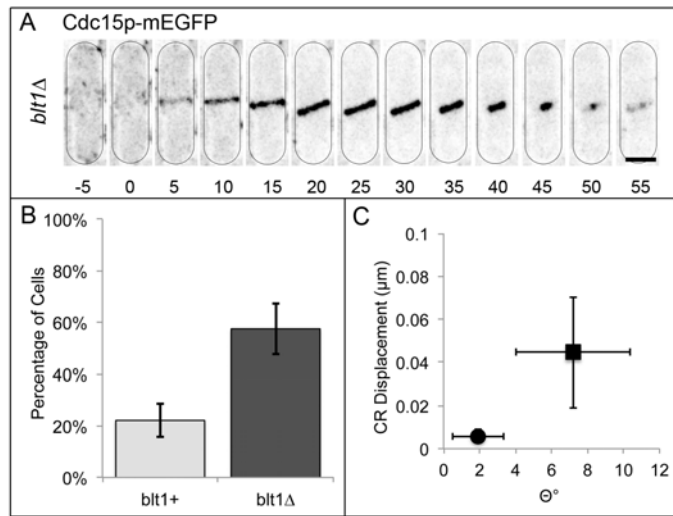 A Cdc15p-mEGFP
blt1Δ
-5 0 5 10 15 20 25 30 35 40 45 50 55
B
Percentage of Cells
100%
80%
60%
40%
20%
0%
blt1+ blt1Δ
C
CR Displacement (µm)
0.1
0.08
0.06
0.04
0.02
0
0 2 4 6 8 10 12
Θ°